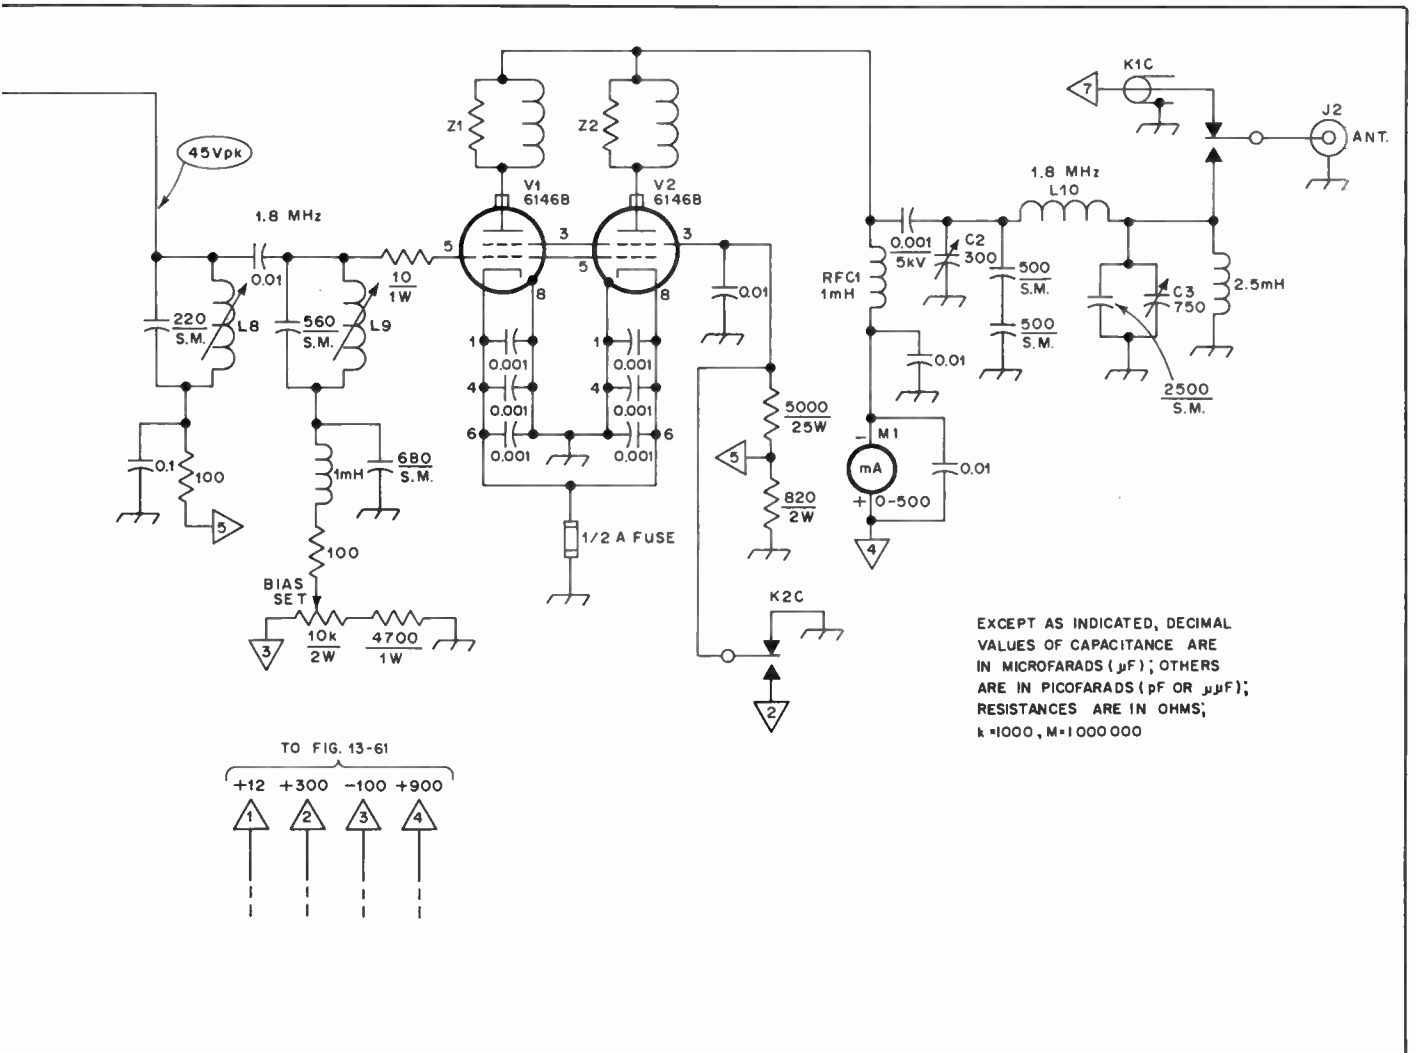 K1C
7
J2
ANT.
45Vpk
Z1
Z2
V1
6146B
V2
6146B
1.8 MHz
L10
1.8 MHz
0.01
10
1W
5
3
5
3
8
8
0.01
0.001
5kV
C2
300
RFC1
1mH
500
S.M.
500
S.M.
C3
750
2.5mH
2500
S.M.
220
S.M.
L8
560
S.M.
L9
1
0.001
4
0.001
6
0.001
1
0.001
4
0.001
6
0.001
0.01
5000
25W
5
820
2W
- M1
mA
+ 0-500
0.01
4
0.1
100
5
1mH
680
S.M.
100
1/2 A FUSE
BIAS
SET
3
10k
2W
4700
1W
K2C
2
EXCEPT AS INDICATED, DECIMAL
VALUES OF CAPACITANCE ARE
IN MICROFARADS (µF); OTHERS
ARE IN PICOFARADS (pF OR µµF);
RESISTANCES ARE IN OHMS;
k=1000, M=1000000
TO FIG. 13-61
+12 +300 -100 +900
1 2 3 4